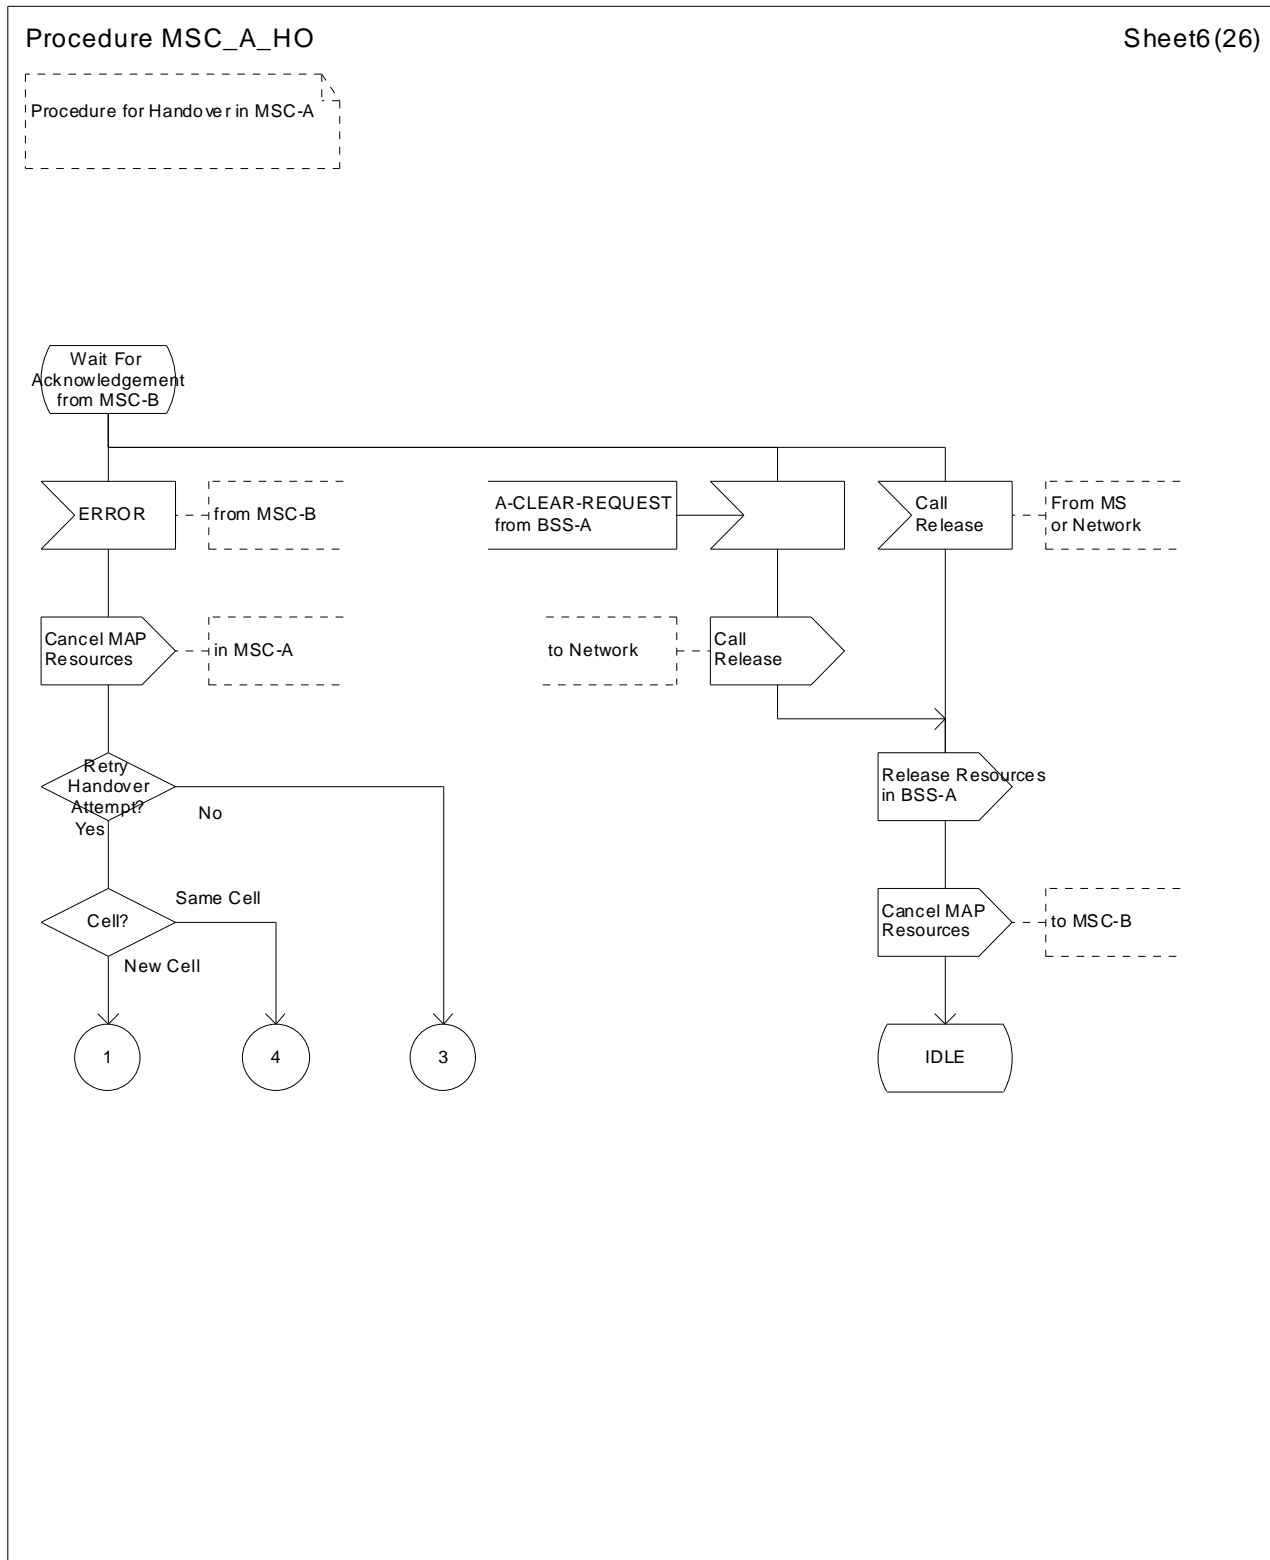 Procedure MSC_A_HO
Sheet6(26)
Procedure for Handover in MSC-A
Wait For
Acknowledgement
from MSC-B
ERROR
from MSC-B
A-CLEAR-REQUEST
from BSS-A
Call
Release
From MS
or Network
Cancel MAP
Resources
in MSC-A
to Network
Call
Release
Retry
Handover
Attempt?
Yes
No
Release Resources
in BSS-A
Cell?
Same Cell
New Cell
Cancel MAP
Resources
to MSC-B
1
4
3
IDLE